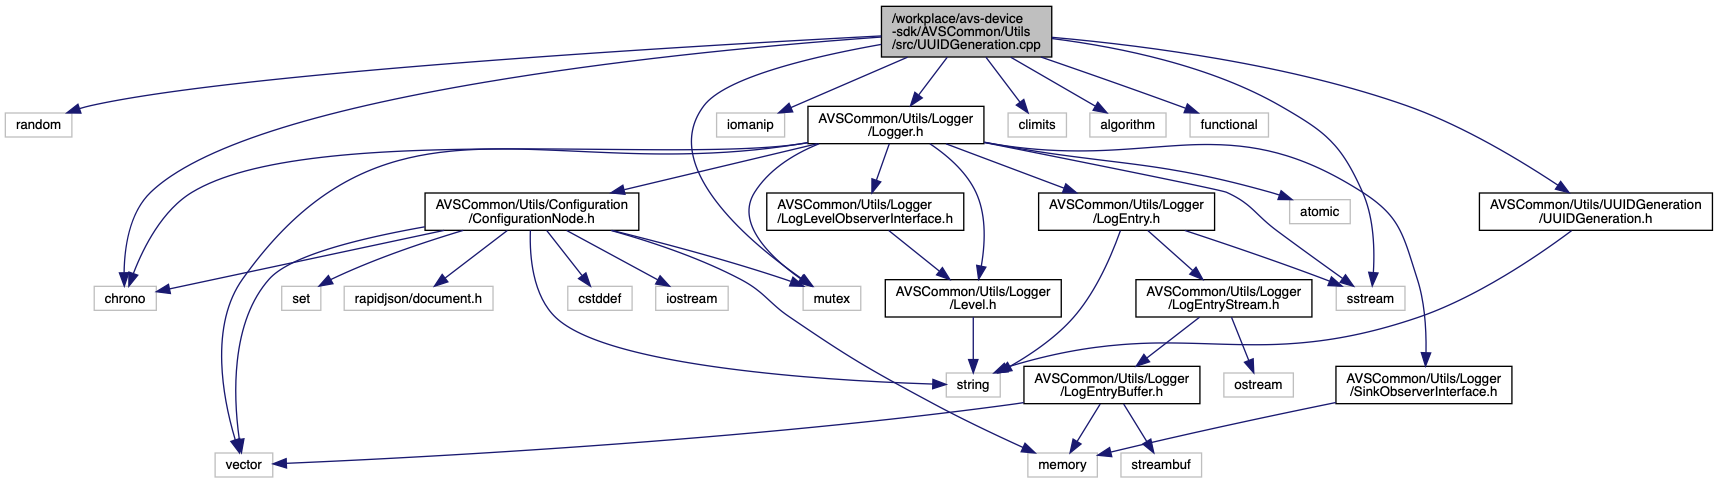 /workplace/avs-device
-sdk/AVSCommon/Utils
/src/UUIDGeneration.cpp
random
iomanip
AVSCommon/Utils/Logger
/Logger.h
climits
algorithm
functional
AVSCommon/Utils/Configuration
/ConfigurationNode.h
AVSCommon/Utils/Logger
/LogLevelObserverInterface.h
AVSCommon/Utils/Logger
/LogEntry.h
atomic
AVSCommon/Utils/UUIDGeneration
/UUIDGeneration.h
chrono
set
rapidjson/document.h
cstddef
iostream
mutex
AVSCommon/Utils/Logger
/Level.h
AVSCommon/Utils/Logger
/LogEntryStream.h
sstream
string
AVSCommon/Utils/Logger
/LogEntryBuffer.h
ostream
AVSCommon/Utils/Logger
/SinkObserverInterface.h
vector
memory
streambuf